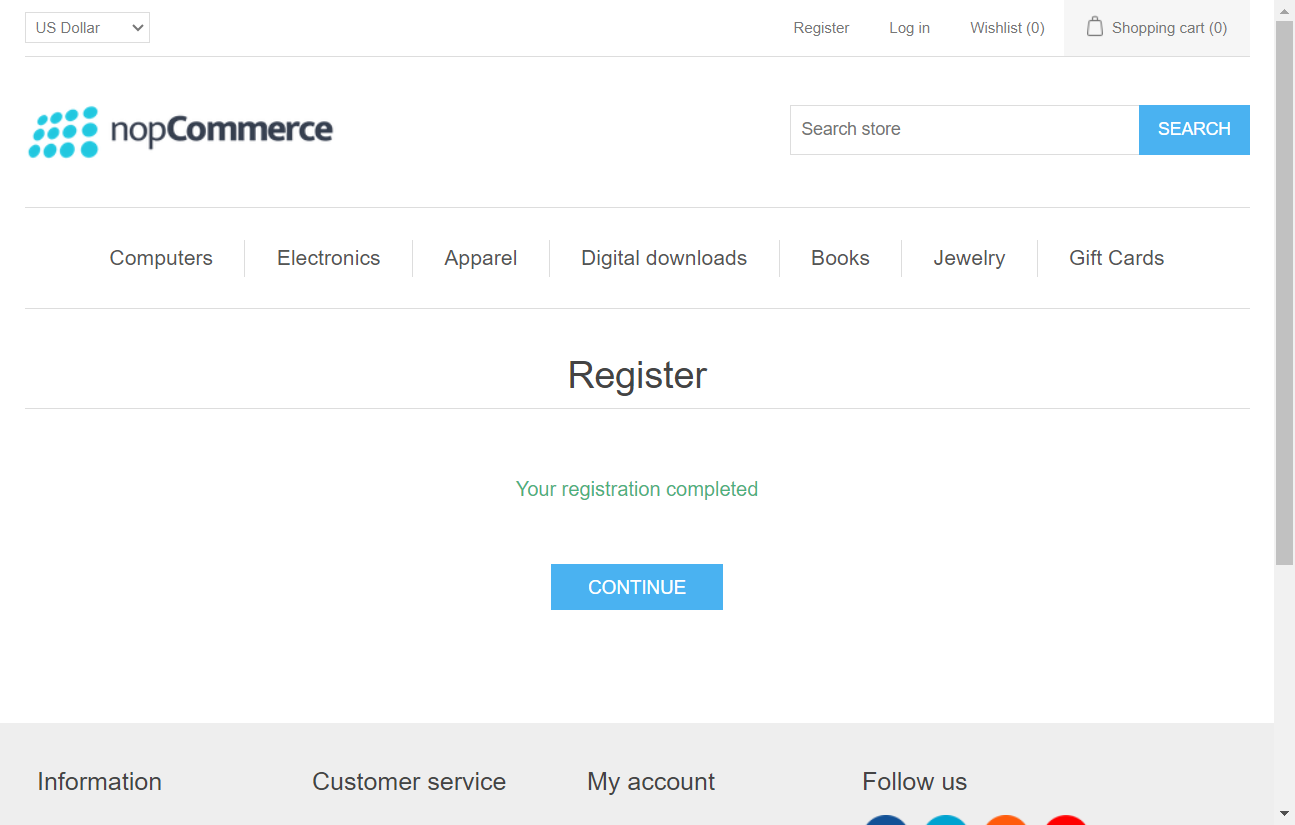 US Dollar
Register
Log in
Wishlist (0)
Shopping cart (0)
nopCommerce
Search store
SEARCH
Computers
Electronics
Apparel
Digital downloads
Books
Jewelry
Gift Cards
Register
Your registration completed
CONTINUE
Information
Customer service
My account
Follow us